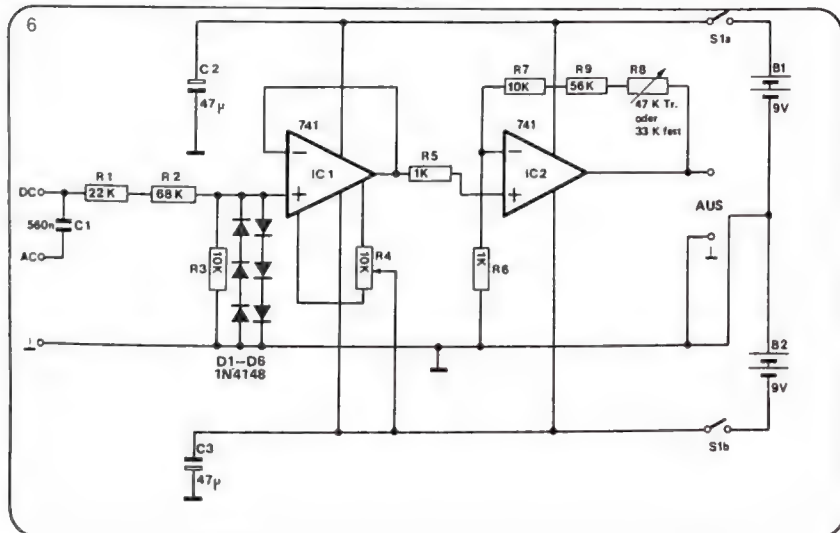 6
S1a
C2
47µ
R7
R9
R8
10K
56K
47 K Tr.
oder
33 K fest
B1
9V
741
741
IC 1
IC2
R5
1K
DC
R1
R2
22K
68K
560n
C1
AC
AUS
R3
10K
R4
10K
R6
1K
D1–D6
1N4148
B2
9V
C3
47µ
S1b